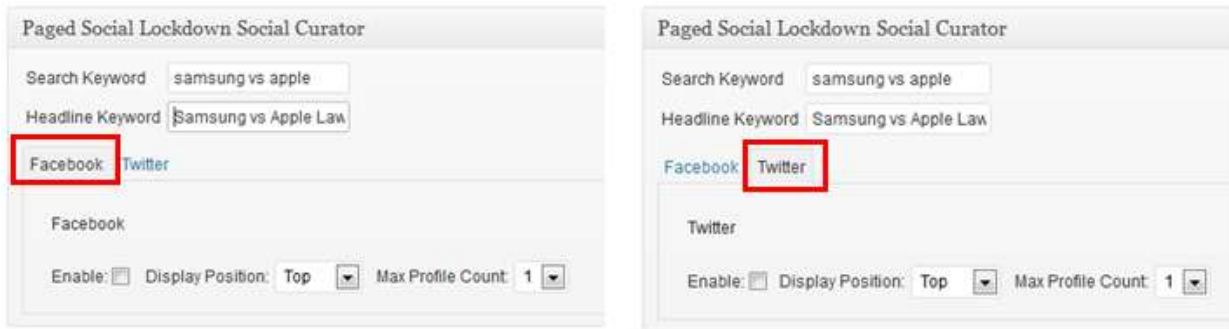 Paged Social Lockdown Social Curator
Search Keyword samsung vs apple
Headline Keyword Samsung vs Apple Law
Facebook Twitter
Facebook
Enable: Display Position: Top Max Profile Count: 1
Paged Social Lockdown Social Curator
Search Keyword samsung vs apple
Headline Keyword Samsung vs Apple Law
Facebook Twitter
Twitter
Enable: Display Position: Top Max Profile Count: 1